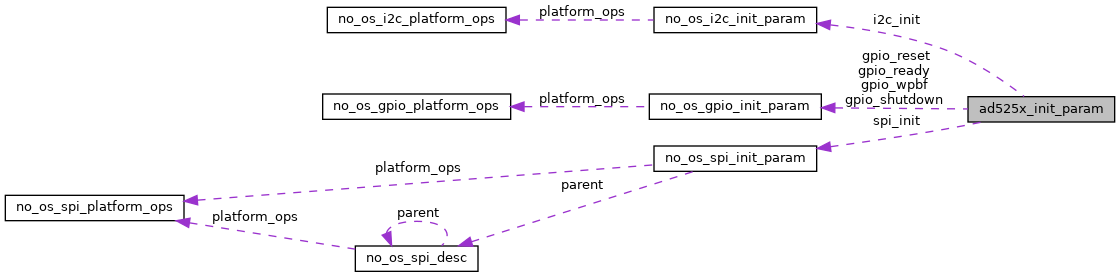 no_os_i2c_platform_ops
platform_ops
no_os_i2c_init_param
i2c_init
gpio_reset
gpio_ready
gpio_wpbf
gpio_shutdown
no_os_gpio_platform_ops
platform_ops
no_os_gpio_init_param
ad525x_init_param
spi_init
no_os_spi_init_param
platform_ops
parent
no_os_spi_platform_ops
platform_ops
parent
no_os_spi_desc